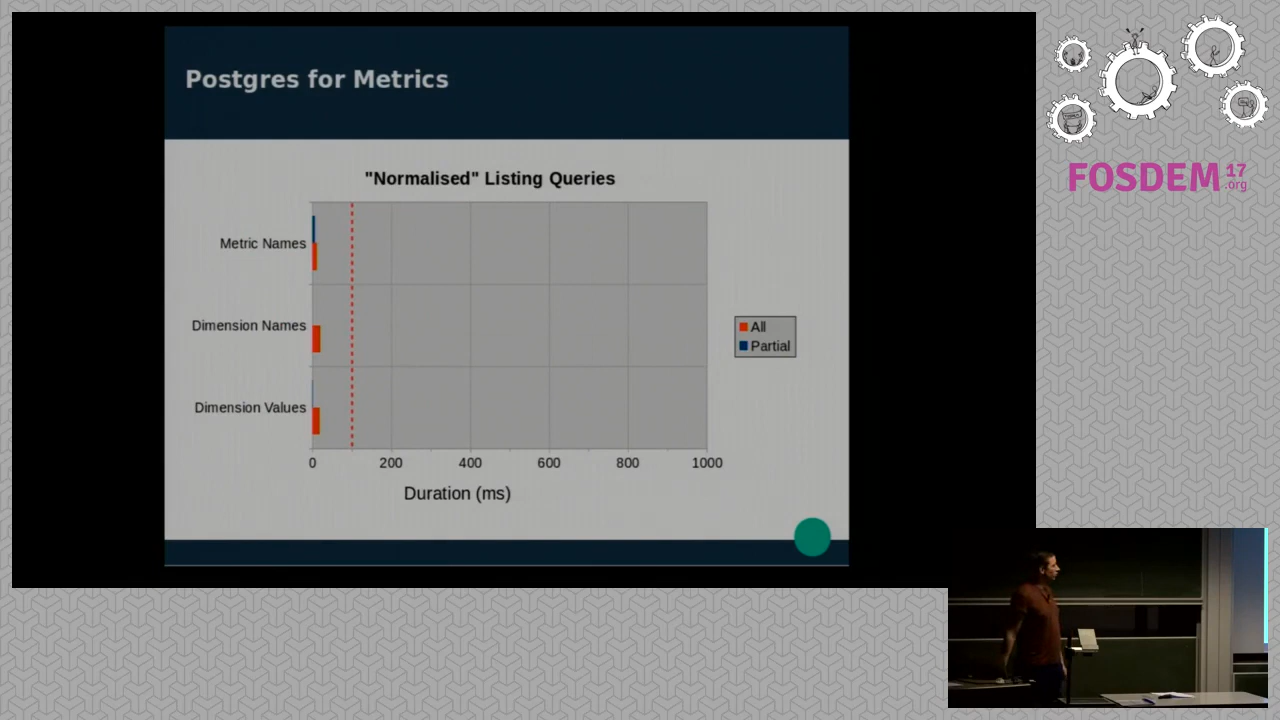 Postgres for Metrics
"Normalised" Listing Queries
Metric Names
Dimension Names
Dimension Values
0 200 400 600 800 1000
Duration (ms)
All
Partial
FOSDEM 17
.org